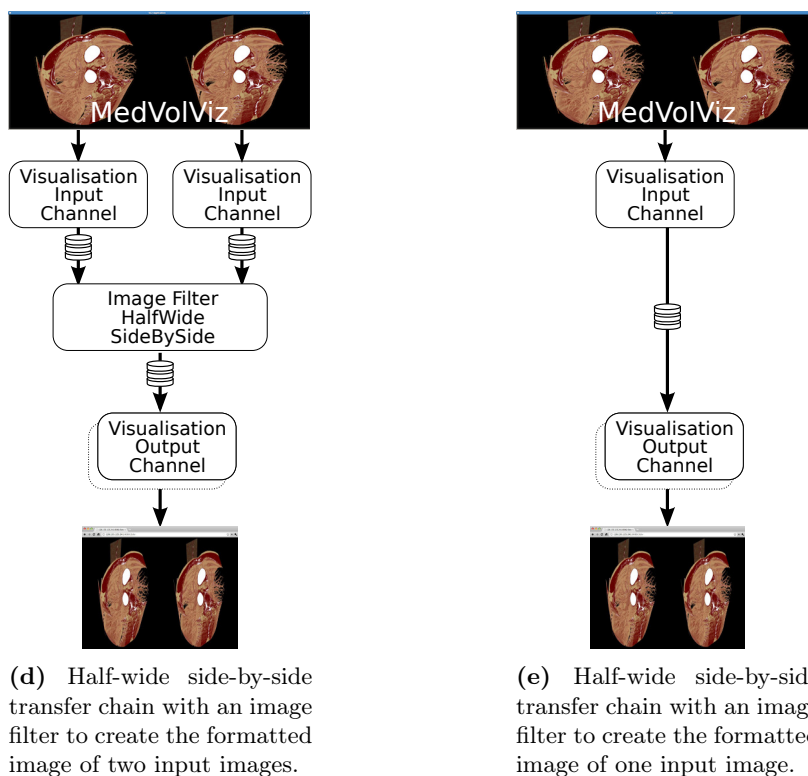 MedVolViz
Visualisation
Input
Channel
Visualisation
Input
Channel
Image Filter
HalfWide
SideBySide
Visualisation
Output
Channel
(d) Half-wide side-by-side
transfer chain with an image
filter to create the formatted
image of two input images.
MedVolViz
Visualisation
Input
Channel
Visualisation
Output
Channel
(e) Half-wide side-by-sid
transfer chain with an imag
filter to create the formatte
image of one input image.